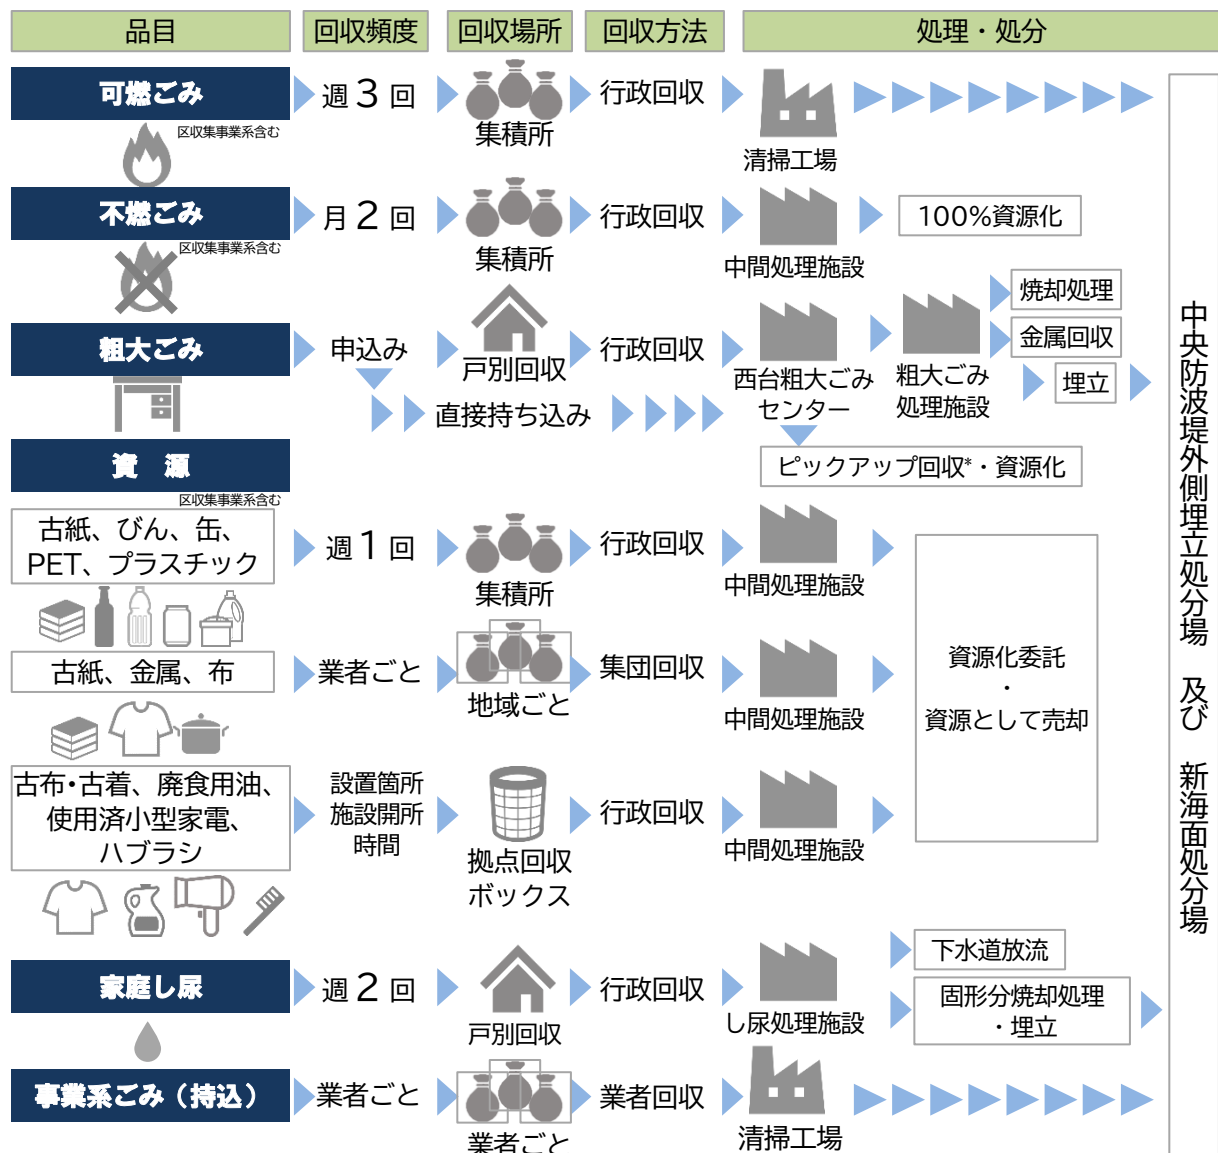 品目
回収頻度
回収場所
回収方法
処理・処分
可燃ごみ
区収集事業系含む
週3回
集積所
行政回収
清掃工場
不燃ごみ
区収集事業系含む
月2回
集積所
行政回収
中間処理施設
100%資源化
粗大ごみ
申込み
戸別回収
行政回収
西台粗大ごみ
センター
粗大ごみ
処理施設
焼却処理
金属回収
埋立
直接持ち込み
ピックアップ回収*・資源化
資 源
区収集事業系含む
古紙、びん、缶、
PET、プラスチック
週1回
集積所
行政回収
中間処理施設
古紙、金属、布
業者ごと
地域ごと
集団回収
中間処理施設
資源化委託
・
資源として売却
古布・古着、廃食用油、
使用済小型家電、
ハブラシ
設置箇所
施設開所
時間
拠点回収
ボックス
行政回収
中間処理施設
家庭し尿
週2回
戸別回収
行政回収
し尿処理施設
下水道放流
固形分焼却処理
・埋立
事業系ごみ（持込）
業者ごと
業者ごと
業者回収
清掃工場
中央防波堤外側埋立処分場 及び 新海面処分場